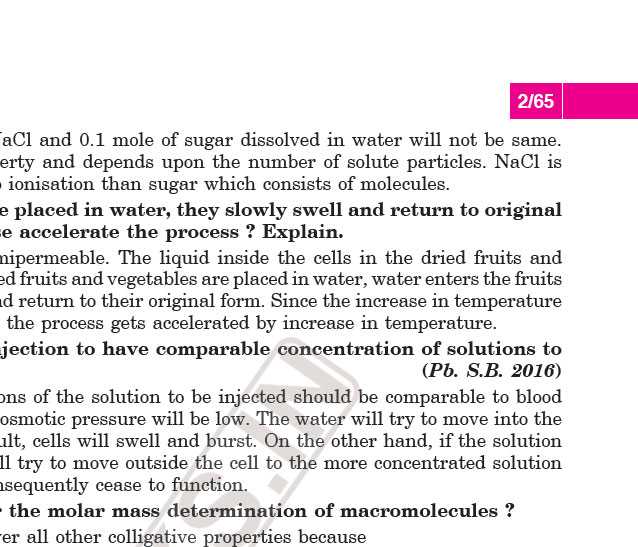 2/65
NaCl and 0.1 mole of sugar dissolved in water will not be same.
erty and depends upon the number of solute particles. NaCl is
ionisation than sugar which consists of molecules.
e placed in water, they slowly swell and return to original
se accelerate the process ? Explain.
mipermeable. The liquid inside the cells in the dried fruits and
ed fruits and vegetables are placed in water, water enters the fruits
nd return to their original form. Since the increase in temperature
the process gets accelerated by increase in temperature.
njection to have comparable concentration of solutions to
(Pb. S.B. 2016)
ons of the solution to be injected should be comparable to blood
osmotic pressure will be low. The water will try to move into the
ult, cells will swell and burst. On the other hand, if the solution
ll try to move outside the cell to the more concentrated solution
nsequently cease to function.
r the molar mass determination of macromolecules ?
ver all other colligative properties because